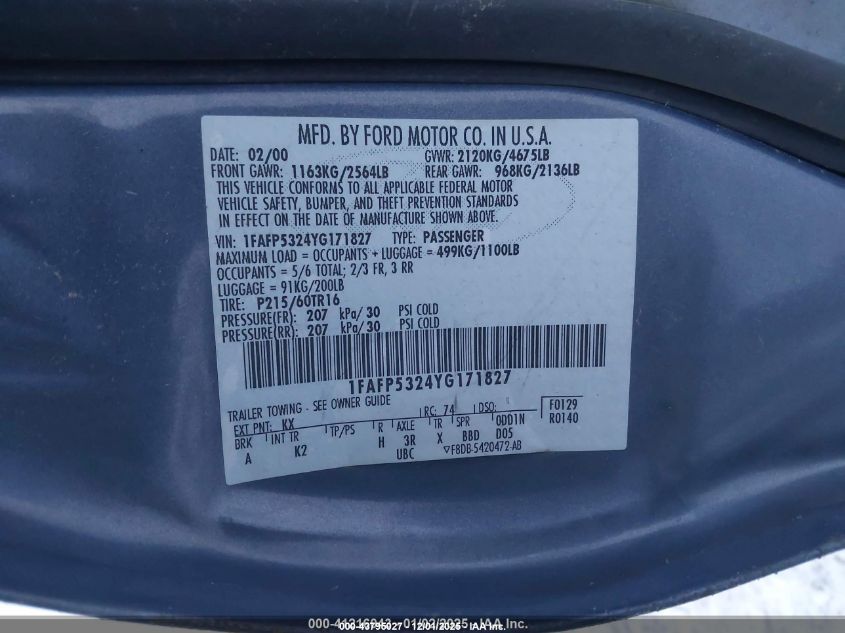 MFD. BY FORD MOTOR CO. IN U.S.A.
DATE: 02/00 GVWR: 2120KG/4675LB
FRONT GAWR: 1163KG/2564LB REAR GAWR: 968KG/2136LB
THIS VEHICLE CONFORMS TO ALL APPLICABLE FEDERAL MOTOR
VEHICLE SAFETY, BUMPER, AND THEFT PREVENTION STANDARDS
IN EFFECT ON THE DATE OF MANUFACTURE SHOWN ABOVE.
VIN: 1FAFP5324YG171827 TYPE: PASSENGER
MAXIMUM LOAD = OCCUPANTS + LUGGAGE = 499KG/1100LB
OCCUPANTS: 5/6 TOTAL; 2/3 FR, 3 RR
LUGGAGE: 91KG/200LB
TIRE: P215/60TR16
PRESSURE(FR): 207 kPa/30 PSI COLD
PRESSURE(RR): 207 kPa/30 PSI COLD
1FAFP5324YG171827
TRAILER TOWING - SEE OWNER GUIDE
EXT PNT: KX RC: 74 DSO: F0129
BRK INT TR TP/PS R AXLE TR SPR 0DD1N R0140
A K2 H 3R X BBD D05
UBC ▽F8DB-5420472-AB
000-43795027 12/01/2025 IAA Inc.